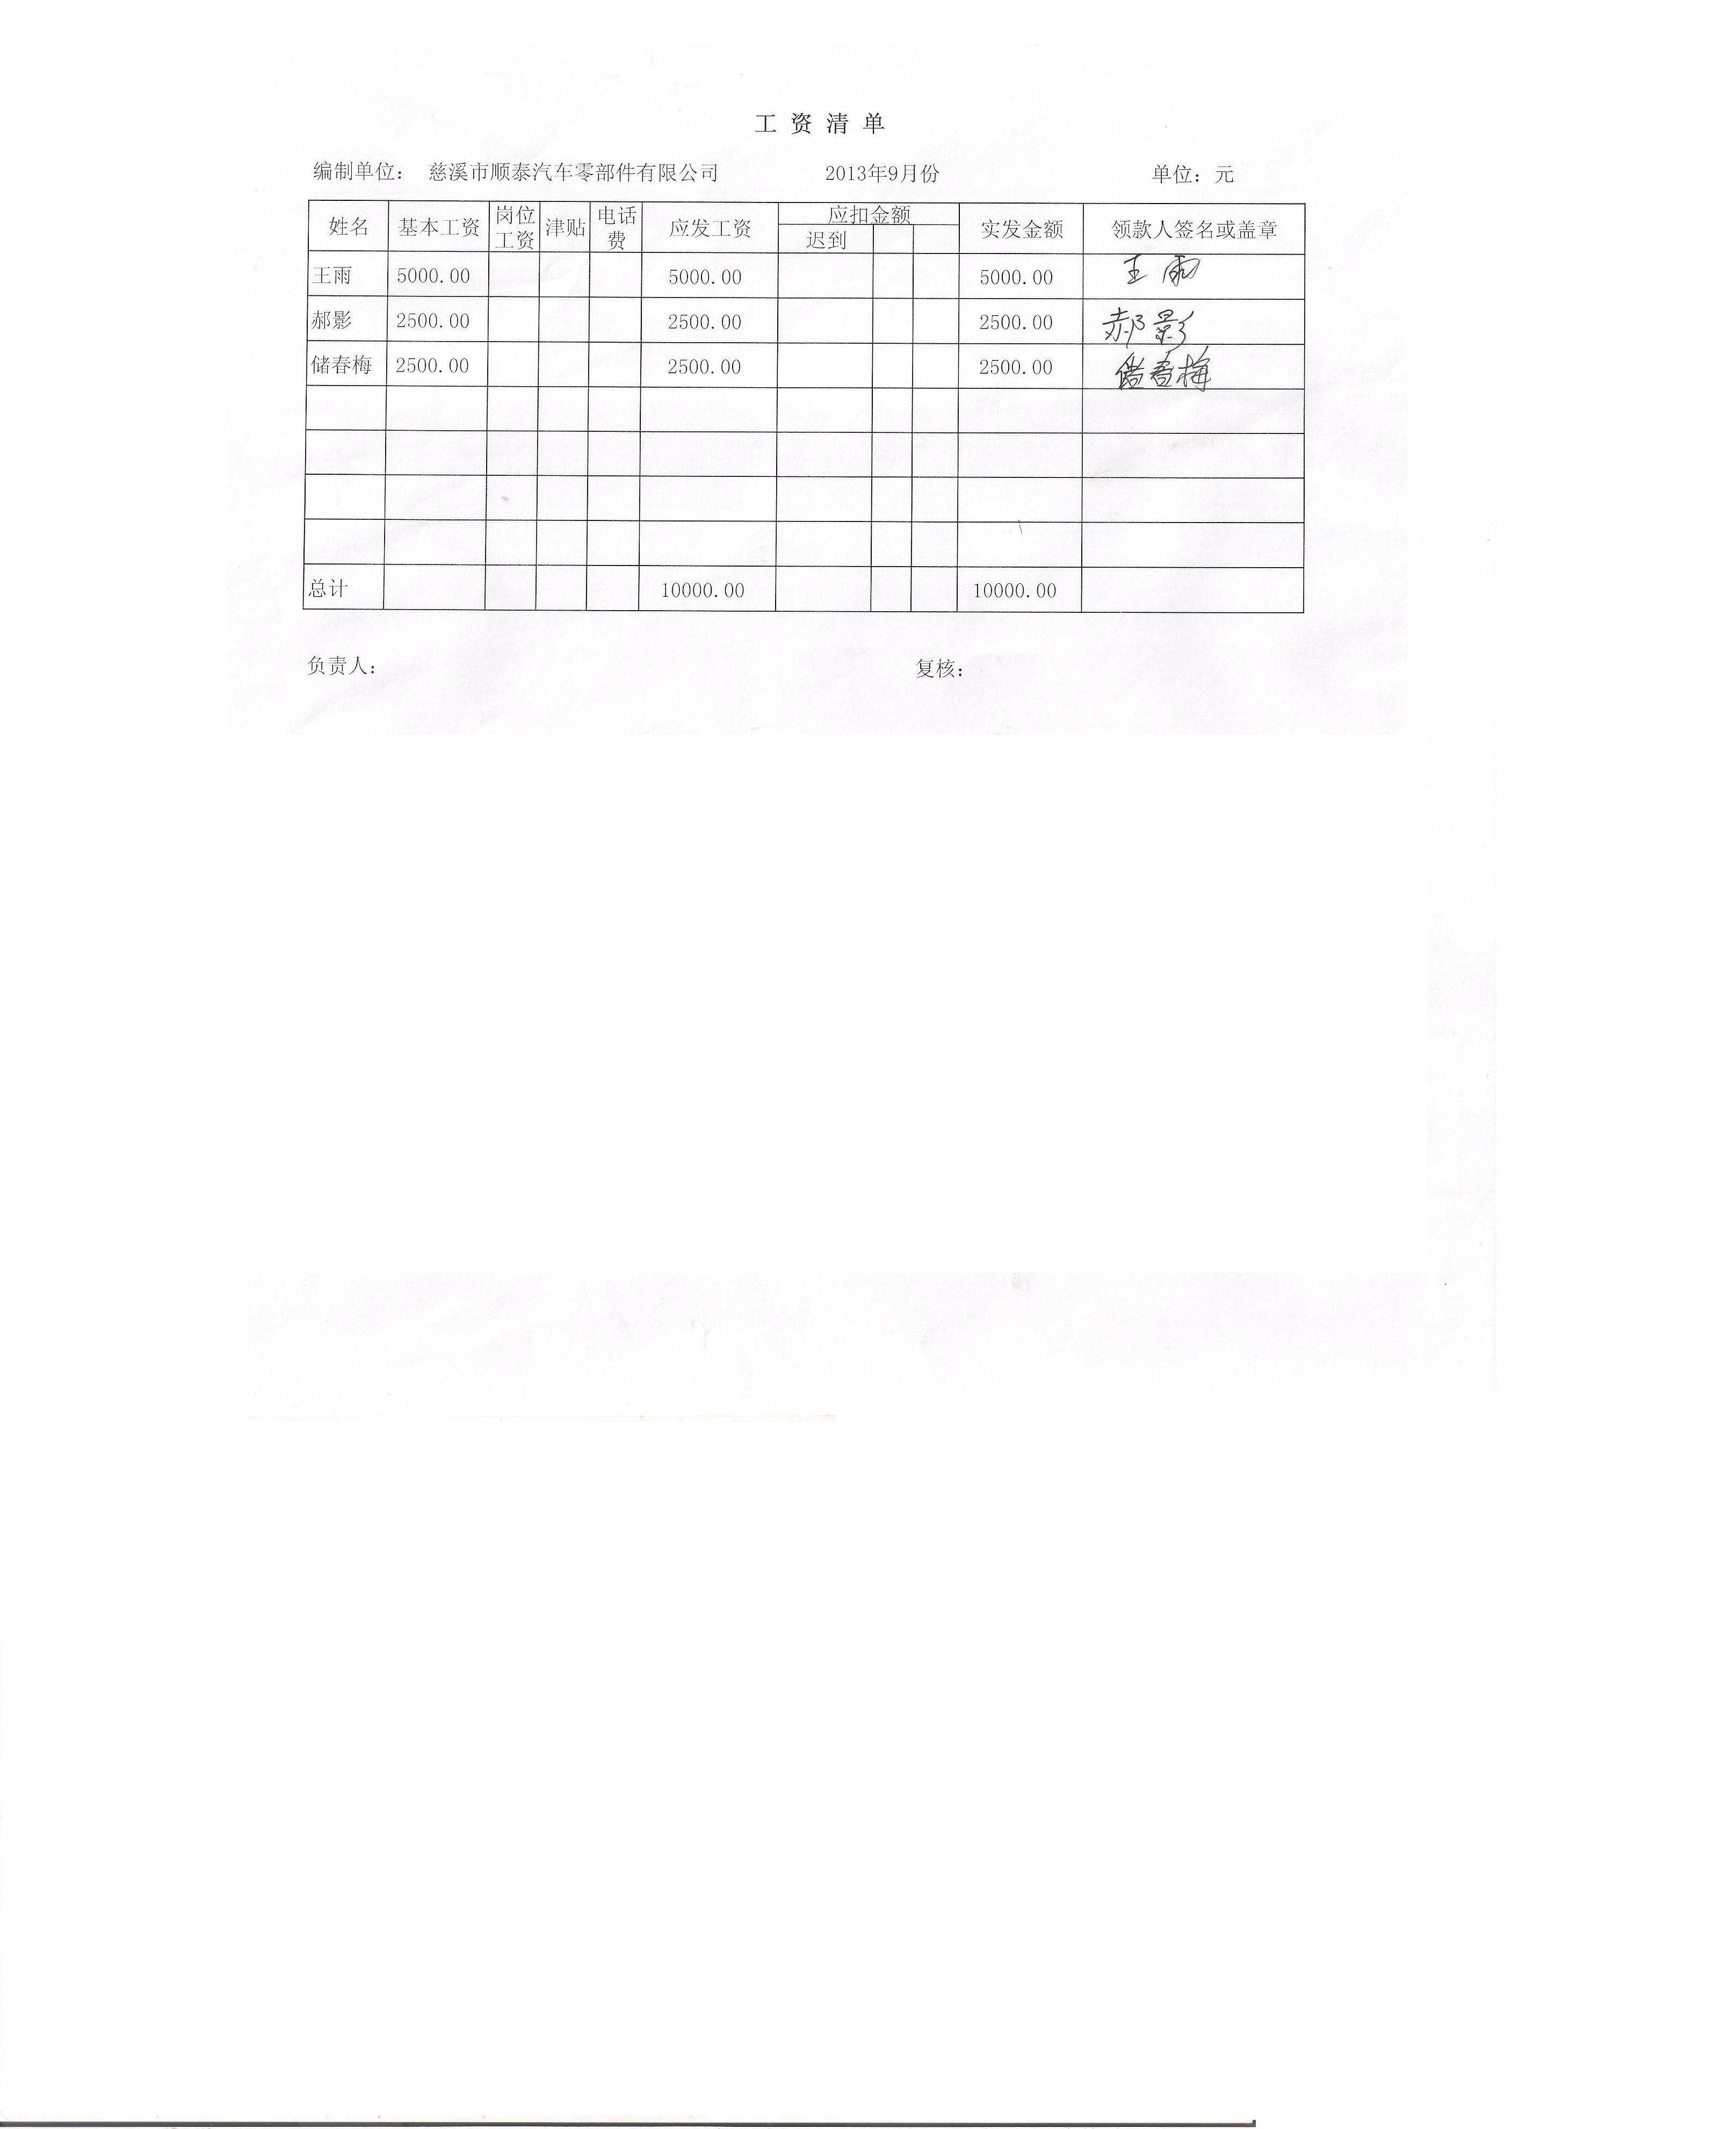 工资清单
编制单位： 慈溪市顺泰汽车零部件有限公司 2013年9月份 单位：元
姓名 基本工资 岗位工资 津贴 电话费 应发工资 应扣金额 实发金额 领款人签名或盖章
迟到
王雨 5000.00 5000.00 5000.00 王雨
郝影 2500.00 2500.00 2500.00 郝影
储春梅 2500.00 2500.00 2500.00 储春梅
总计 10000.00 10000.00
负责人： 复核：